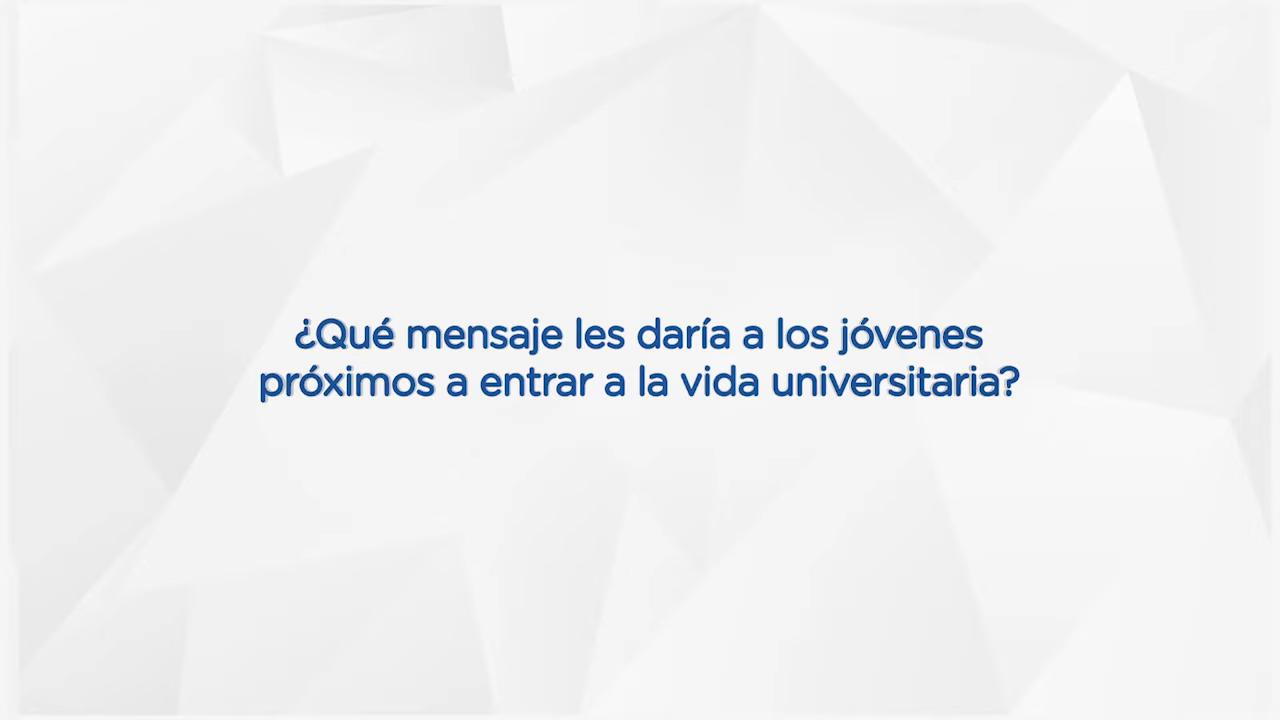 ¿Qué mensaje les daría a los jóvenes
próximos a entrar a la vida universitaria?